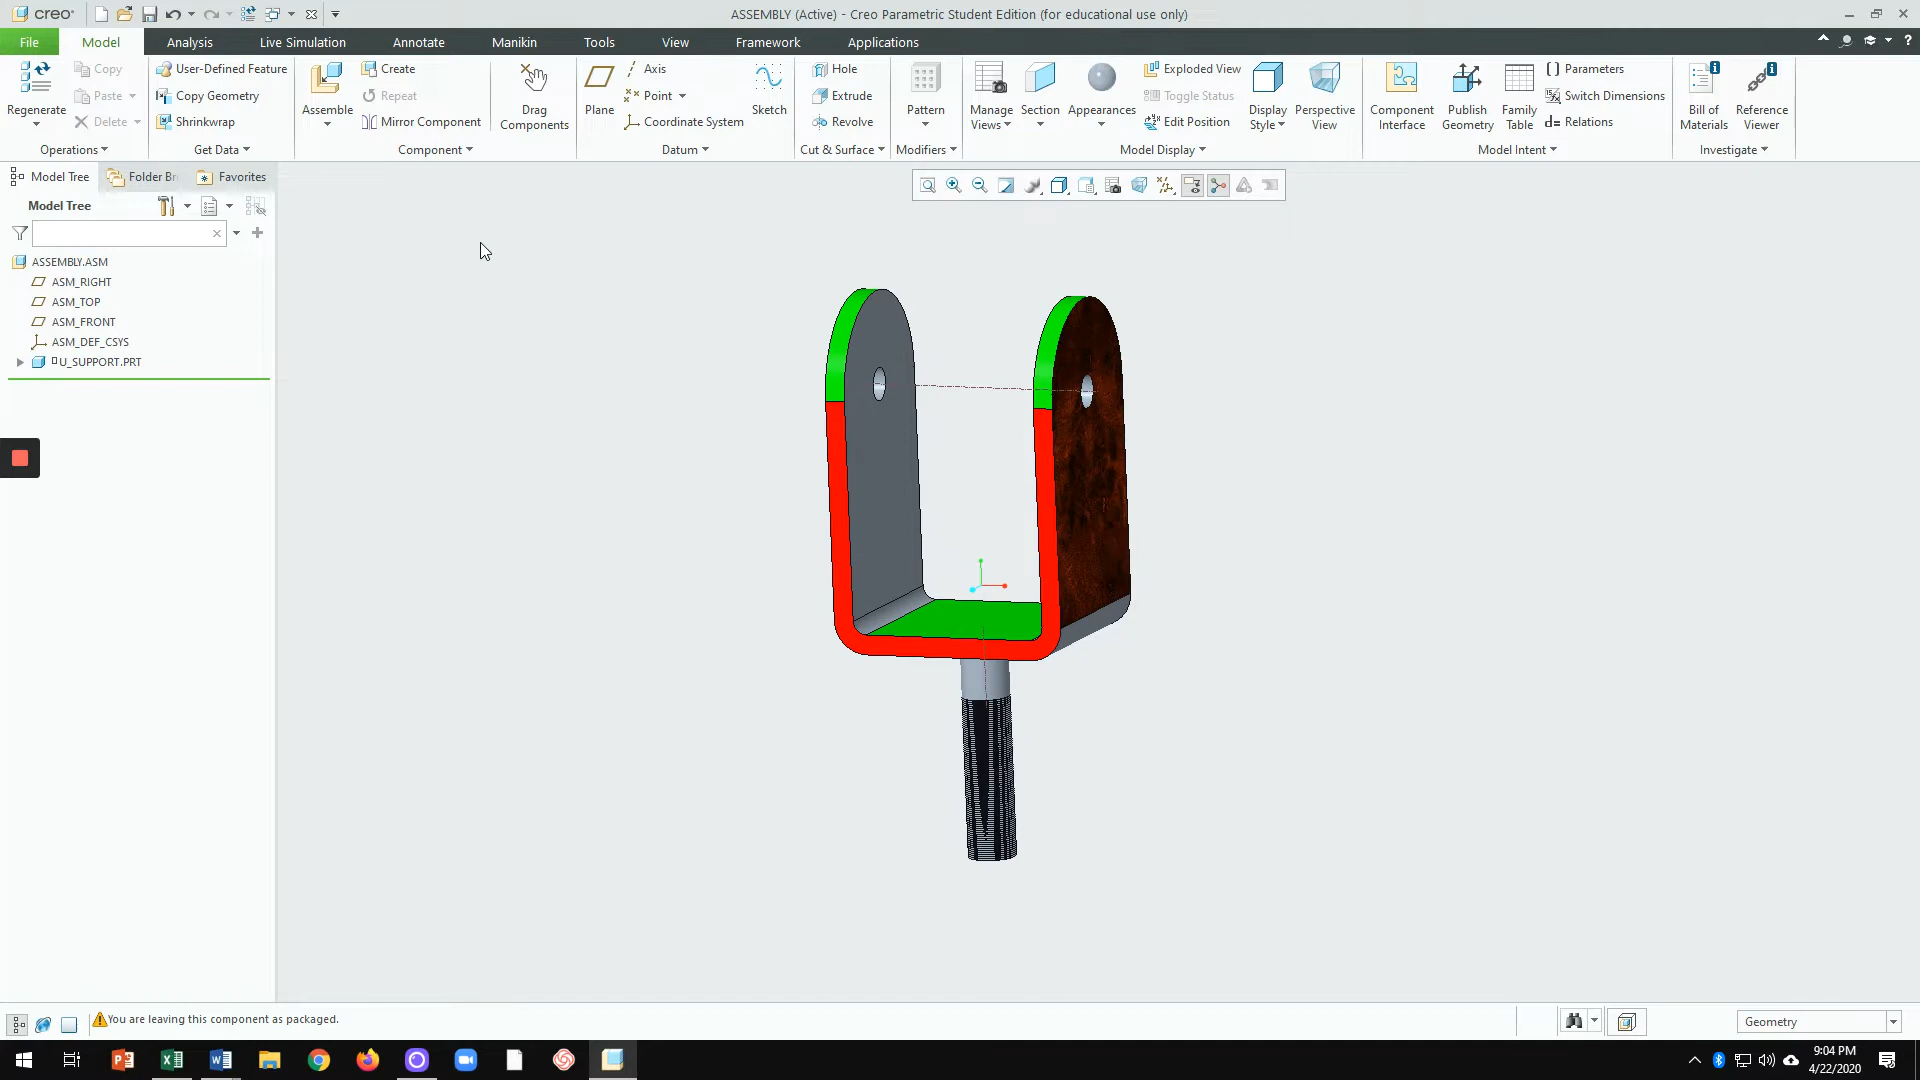 creo
ASSEMBLY (Active) - Creo Parametric Student Edition (for educational use only)
File
Model
Analysis
Live Simulation
Annotate
Manikin
Tools
View
Framework
Applications
Regenerate
Copy
Paste
Delete
Operations
User-Defined Feature
Copy Geometry
Shrinkwrap
Get Data
Assemble
Create
Repeat
Mirror Component
Component
Drag
Components
Plane
Axis
Point
Coordinate System
Sketch
Datum
Hole
Extrude
Revolve
Cut & Surface
Pattern
Modifiers
Manage
Views
Section
Appearances
Exploded View
Toggle Status
Edit Position
Display
Style
Perspective
View
Model Display
Component
Interface
Publish
Geometry
Family
Table
Parameters
Switch Dimensions
d= Relations
Model Intent
Bill of
Materials
Reference
Viewer
Investigate
Model Tree
Folder Br
Favorites
Model Tree
ASSEMBLY.ASM
ASM_RIGHT
ASM_TOP
ASM_FRONT
ASM_DEF_CSYS
U_SUPPORT.PRT
You are leaving this component as packaged.
Geometry
9:04 PM
4/22/2020